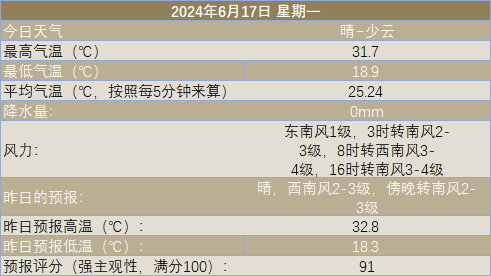 2024年6月17日 星期一
今日天气 晴-少云
最高气温（℃） 31.7
最低气温（℃） 18.9
平均气温（℃，按照每5分钟来算） 25.24
降水量： 0mm
风力： 东南风1级，3时转南风2-
3级，8时转西南风3-
4级，16时转南风3-4级
昨日的预报： 晴，西南风2-3级，傍晚转南风2-
3级
昨日预报高温（℃）： 32.8
昨日预报低温（℃）： 18.3
预报评分（强主观性，满分100）： 91